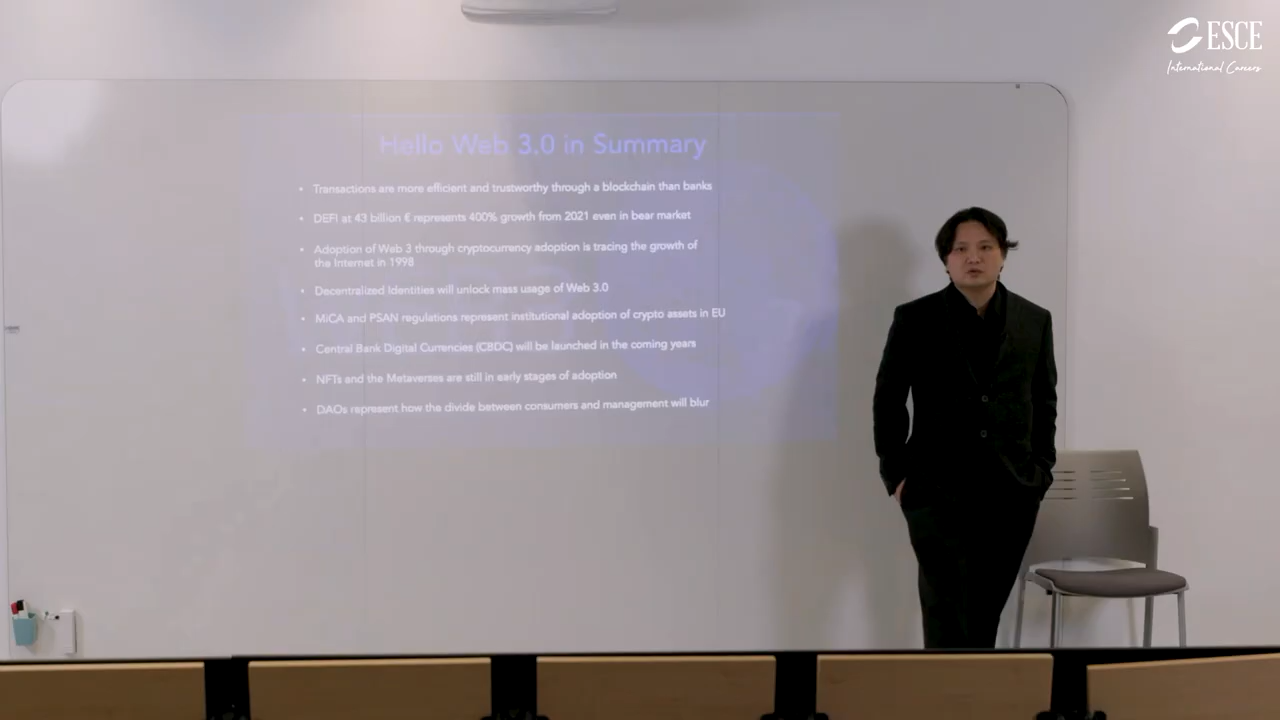 ESCE
International Careers
Hello Web 3.0 in Summary
• Transactions are more efficient and trustworthy through a blockchain than banks
• DEFI at 43 billion € represents 400% growth from 2021 even in bear market
• Adoption of Web 3 through cryptocurrency adoption is tracing the growth of
the Internet in 1998
• Decentralized Identities will unlock mass usage of Web 3.0
• MiCA and PSAN regulations represent institutional adoption of crypto assets in EU
• Central Bank Digital Currencies (CBDC) will be launched in the coming years
• NFTs and the Metaverses are still in early stages of adoption
• DAOs represent how the divide between consumers and management will blur